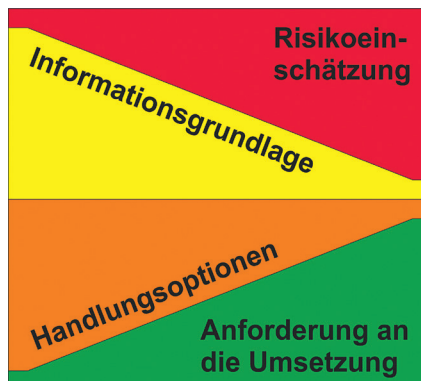 Risikoein-
schätzung
Informationsgrundlage
Handlungsoptionen
Anforderung an
die Umsetzung